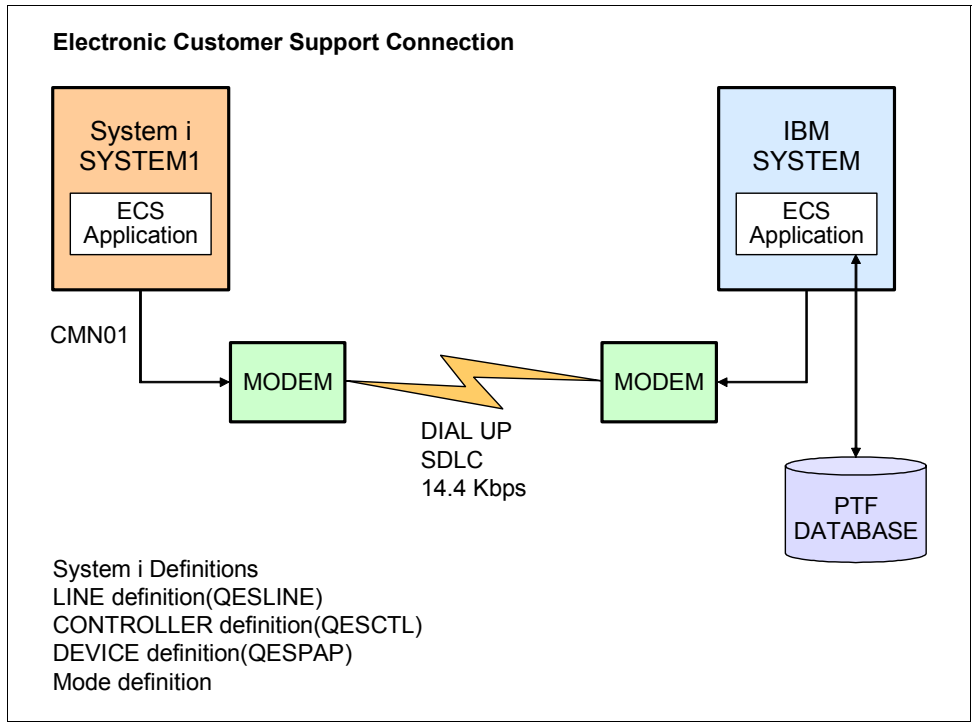 Electronic Customer Support Connection
System i
SYSTEM1
ECS
Application
IBM
SYSTEM
ECS
Application
CMN01
MODEM
MODEM
DIAL UP
SDLC
14.4 Kbps
PTF
DATABASE
System i Definitions
LINE definition(QESLINE)
CONTROLLER definition(QESCTL)
DEVICE definition(QESPAP)
Mode definition